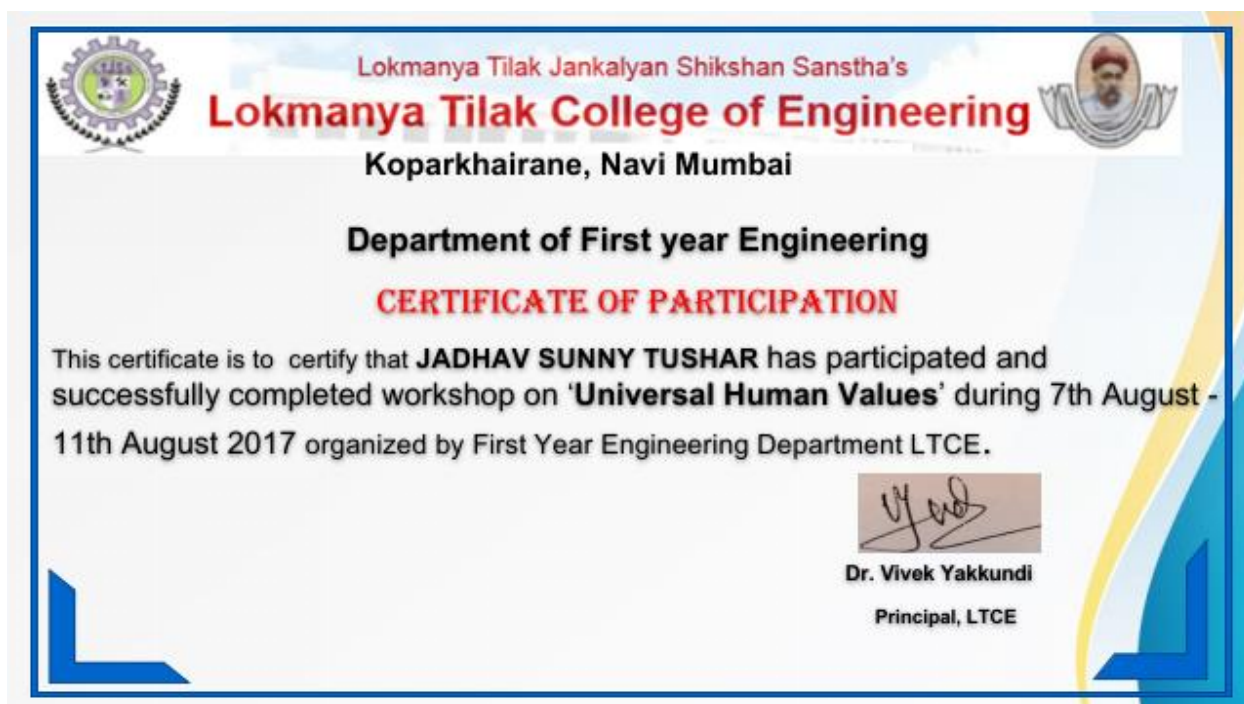 Lokmanya Tilak Jankalyan Shikshan Sanstha's
Lokmanya Tilak College of Engineering
Koparkhairane, Navi Mumbai
Department of First year Engineering
CERTIFICATE OF PARTICIPATION
This certificate is to certify that JADHAV SUNNY TUSHAR has participated and
successfully completed workshop on ‘Universal Human Values’ during 7th August -
11th August 2017 organized by First Year Engineering Department LTCE.
Dr. Vivek Yakkundi
Principal, LTCE